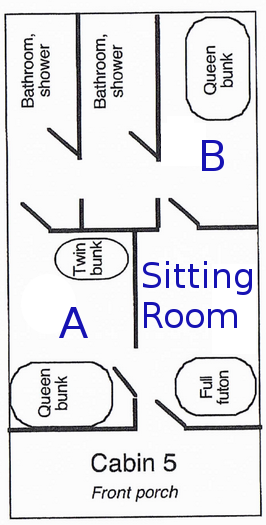 Bathroom,
shower
Bathroom,
shower
Queen
bunk
B
Twin
bunk
Sitting
Room
A
Queen
bunk
Full
futon
Cabin 5
Front porch